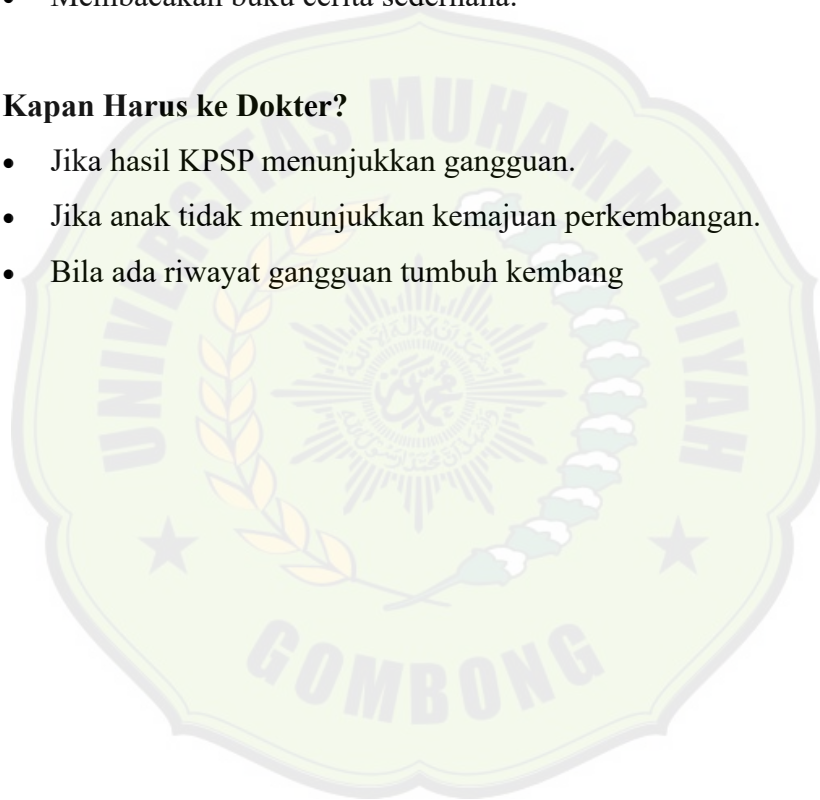 • Membacakan buku cerita sederhana.
Kapan Harus ke Dokter?
• Jika hasil KPSP menunjukkan gangguan.
• Jika anak tidak menunjukkan kemajuan perkembangan.
• Bila ada riwayat gangguan tumbuh kembang
UNIVERSITAS MUHAMMADIYAH
GOMBONG